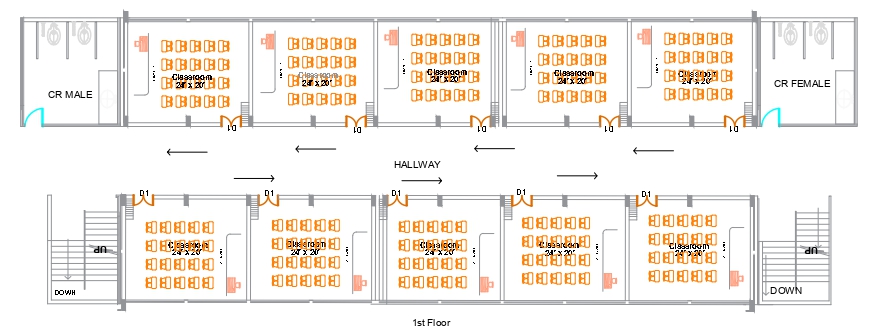 Classroom
24' x 20'
Classroom
24' x 20'
Classroom
24' x 20'
Classroom
24' x 20'
Classroom
24' x 20'
CR MALE
CR FEMALE
D1
D1
D1
D1
D1
HALLWAY
D1
D1
D1
D1
D1
Classroom
24' x 20'
Classroom
24' x 20'
Classroom
24' x 20'
Classroom
24' x 20'
Classroom
24' x 20'
UP
UP
DOWN
DOWN
1st Floor